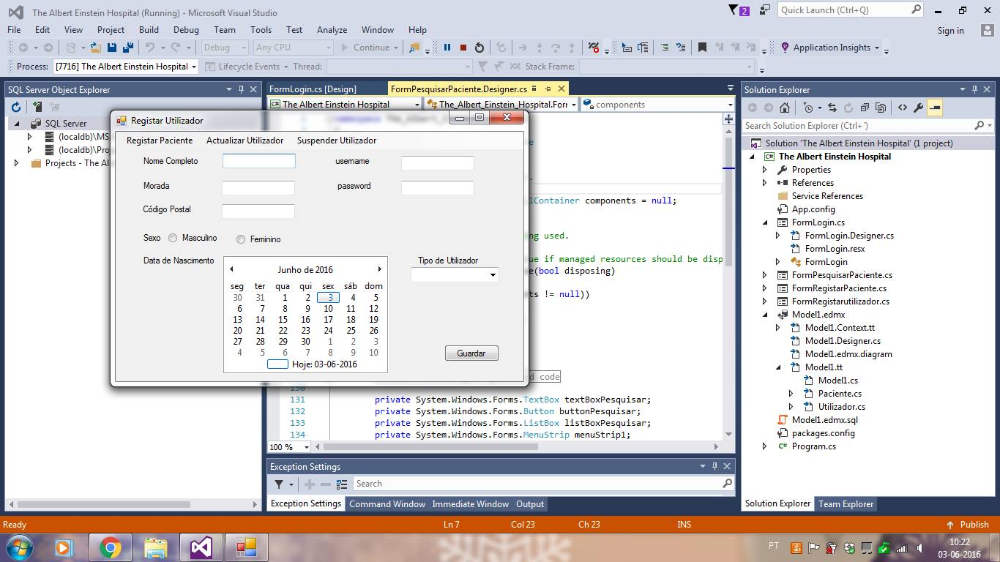 The Albert Einstein Hospital (Running) - Microsoft Visual Studio
2
Quick Launch (Ctrl+Q)
File Edit View Project Build Debug Team Tools Test Analyze Window Help
Sign in
Debug Any CPU Continue Application Insights
Process: [7716] The Albert Einstein Hospital Lifecycle Events Thread: Stack Frame:
SQL Server Object Explorer
SQL Server
(localdb)\MS
(localdb)\Proj
Projects - The Al
FormLogin.cs [Design] FormPesquisarPaciente.Designer.cs
The Albert Einstein Hospital The_Albert_Einstein_Hospital.Forr components
Registar Utilizador
Registar Paciente Actualizar Utilizador Suspender Utilizador
Nome Completo username
Morada password
Código Postal
Sexo Masculino Feminino
Data de Nascimento Tipo de Utilizador
Junho de 2016
seg ter qua qui sex sáb dom
30 31 1 2 3 4 5
6 7 8 9 10 11 12
13 14 15 16 17 18 19
20 21 22 23 24 25 26
27 28 29 30 1 2 3
4 5 6 7 8 9 10
Hoje: 03-06-2016
Guardar
IContainer components = null;
ng used.
ue if managed resources should be disp
e(bool disposing)
ts != null))
d code
130
131 private System.Windows.Forms.TextBox textBoxPesquisar;
132 private System.Windows.Forms.Button buttonPesquisar;
133 private System.Windows.Forms.ListBox listBoxPesquisar;
134 private System.Windows.Forms.MenuStrip menuStrip1;
100 %
Exception Settings
Search
Exception Settings Command Window Immediate Window Output
Solution Explorer
Search Solution Explorer (Ctrl+´)
Solution 'The Albert Einstein Hospital' (1 project)
The Albert Einstein Hospital
Properties
References
Service References
App.config
FormLogin.cs
FormLogin.Designer.cs
FormLogin.resx
FormLogin
FormPesquisarPaciente.cs
FormRegistarPaciente.cs
FormRegistarutilizador.cs
Model1.edmx
Model1.Context.tt
Model1.Designer.cs
Model1.edmx.diagram
Model1.tt
Model1.cs
Paciente.cs
Utilizador.cs
Model1.edmx.sql
packages.config
Program.cs
Solution Explorer Team Explorer
Ready Ln 7 Col 23 Ch 23 INS Publish
PT
10:22
03-06-2016